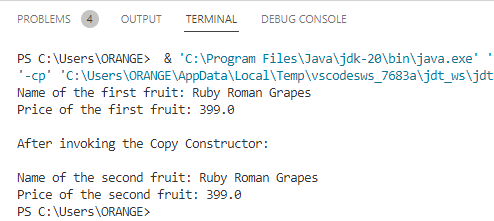 PROBLEMS 4 OUTPUT TERMINAL DEBUG CONSOLE
PS C:\Users\ORANGE>  & 'C:\Program Files\Java\jdk-20\bin\java.exe' '
'-cp' 'C:\Users\ORANGE\AppData\Local\Temp\vscodesws_7683a\jdt_ws\jdt
Name of the first fruit: Ruby Roman Grapes
Price of the first fruit: 399.0
After invoking the Copy Constructor:
Name of the second fruit: Ruby Roman Grapes
Price of the second fruit: 399.0
PS C:\Users\ORANGE>